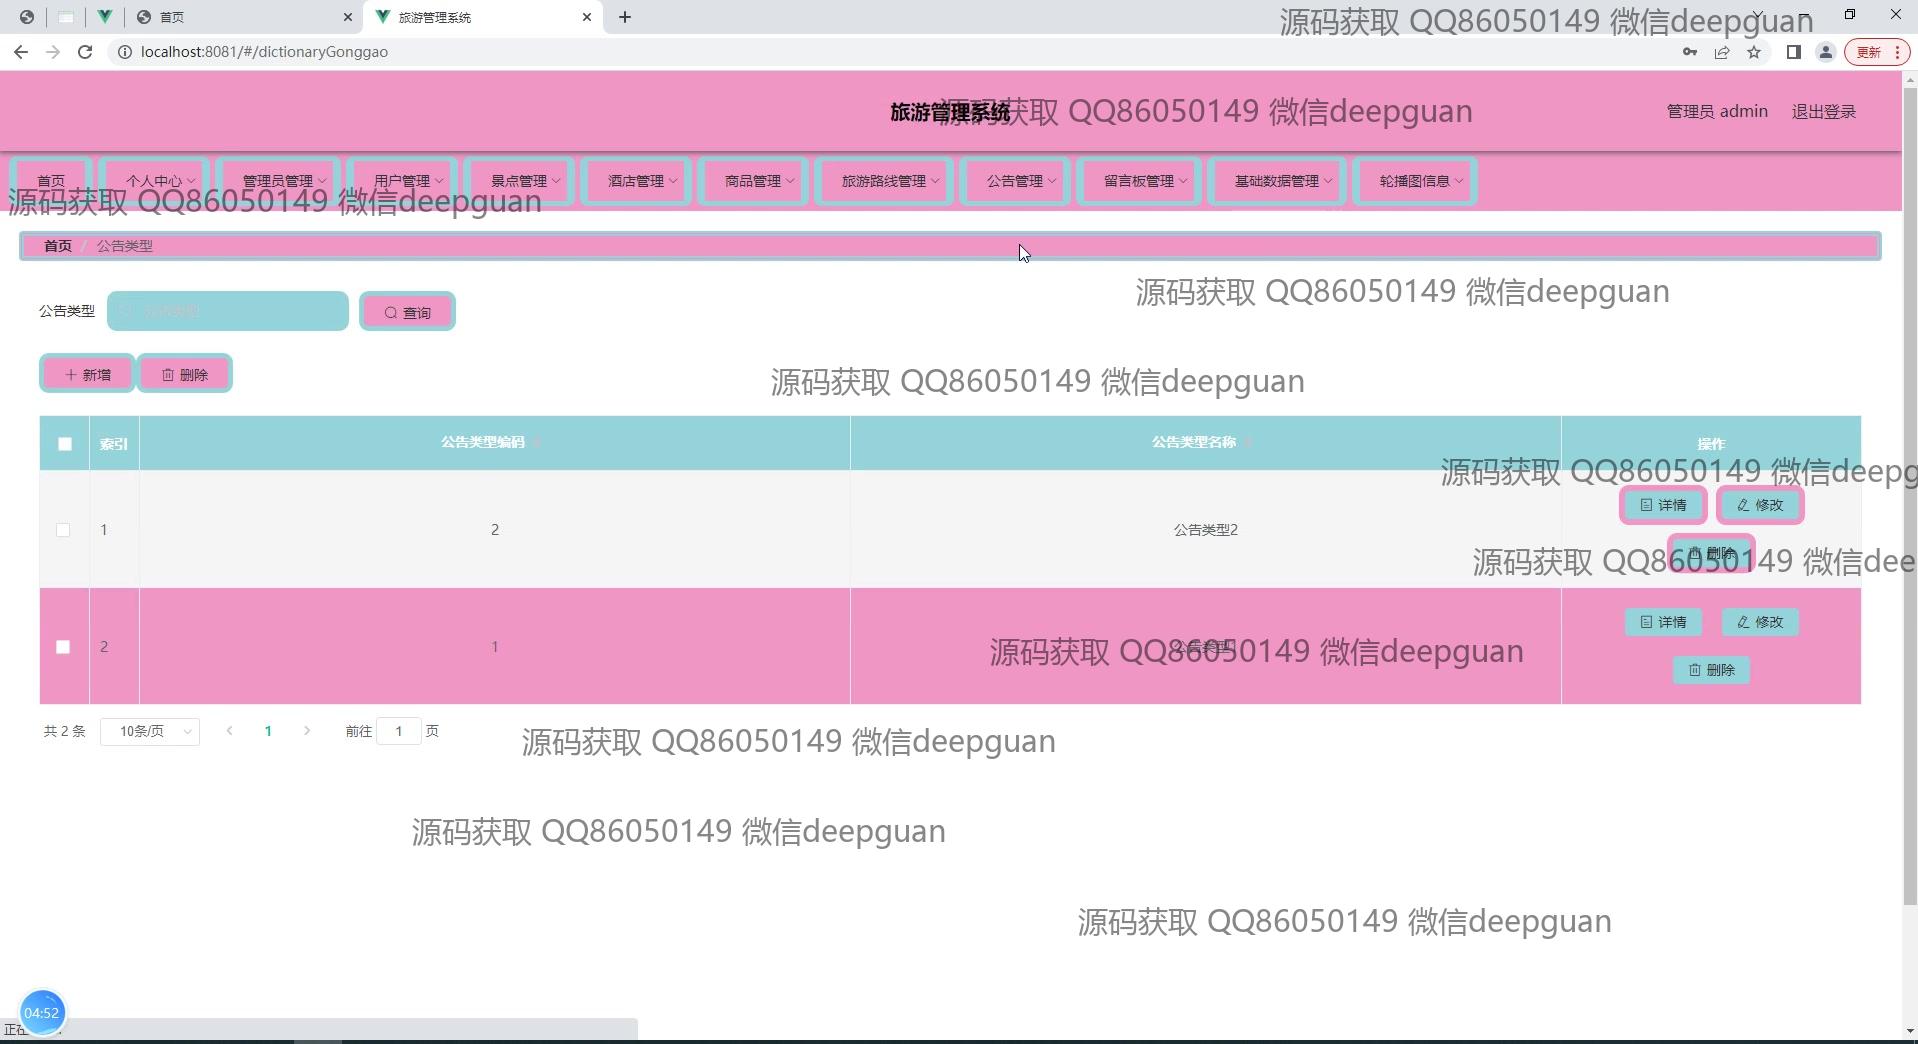 首页
旅游管理系统
源码获取 QQ86050149 微信deepguan
localhost:8081/#/dictionaryGonggao
更新
旅游管理系统
源码获取 QQ86050149 微信deepguan
管理员 admin
退出登录
首页
个人中心
管理员管理
用户管理
景点管理
酒店管理
商品管理
旅游路线管理
公告管理
留言板管理
基础数据管理
轮播图信息
源码获取 QQ86050149 微信deepguan
首页 / 公告类型
源码获取 QQ86050149 微信deepguan
公告类型
公告类型
查询
新增
删除
源码获取 QQ86050149 微信deepguan
索引
公告类型编码
公告类型名称
操作
源码获取 QQ86050149 微信deepg
1
2
公告类型2
详情
修改
删除
源码获取 QQ86050149 微信dee
2
1
公告类型1
源码获取 QQ86050149 微信deepguan
详情
修改
删除
共 2 条
10条/页
1
前往 1 页
源码获取 QQ86050149 微信deepguan
源码获取 QQ86050149 微信deepguan
源码获取 QQ86050149 微信deepguan
04:52
正在